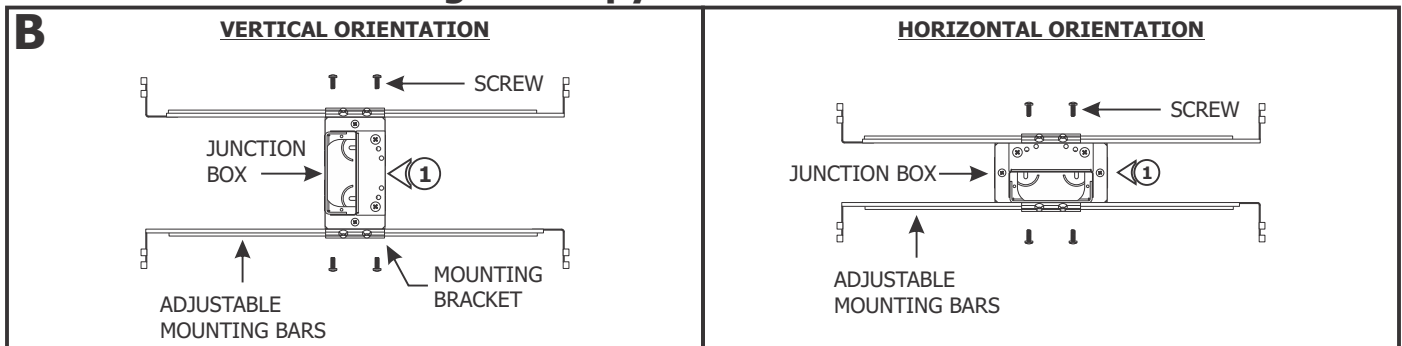 B
VERTICAL ORIENTATION
SCREW
JUNCTION
BOX
1
MOUNTING
BRACKET
ADJUSTABLE
MOUNTING BARS
HORIZONTAL ORIENTATION
SCREW
JUNCTION BOX
1
ADJUSTABLE
MOUNTING BARS